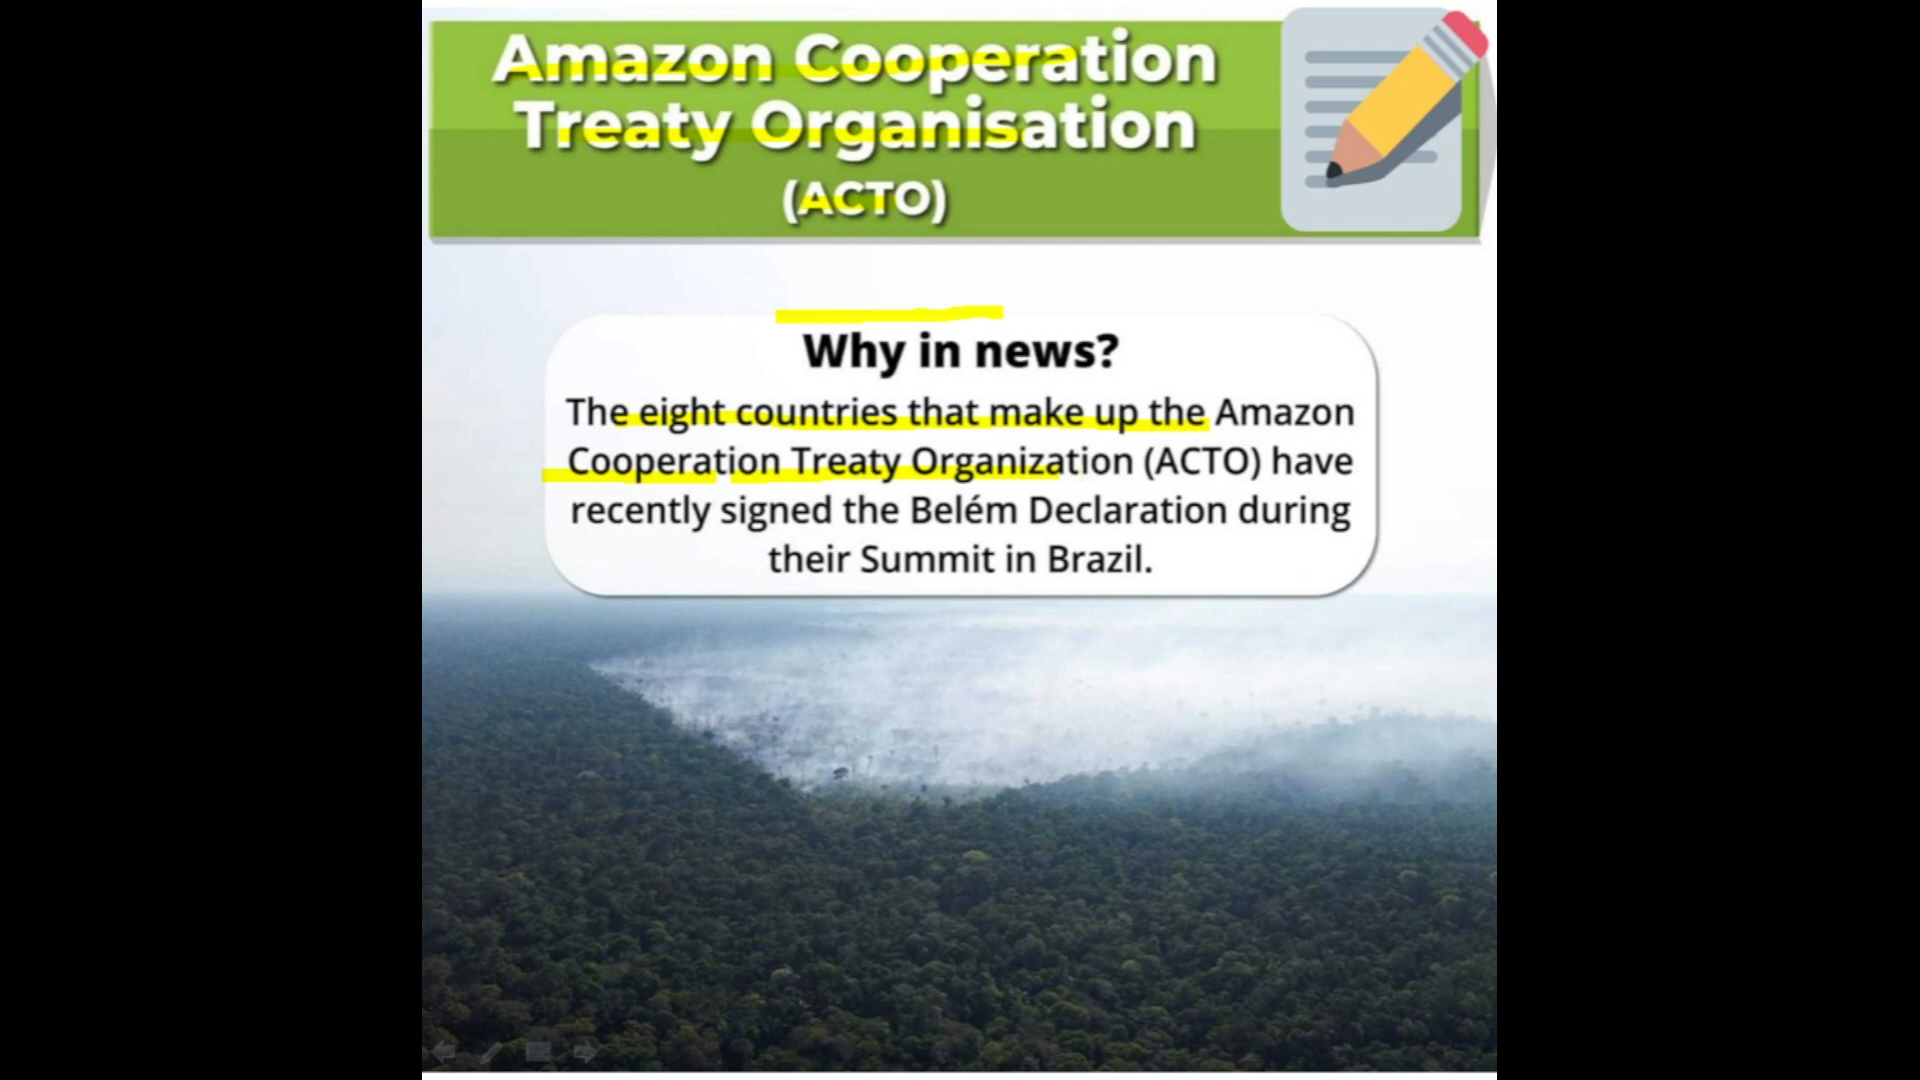 Amazon Cooperation
Treaty Organisation
(ACTO)
Why in news?
The eight countries that make up the Amazon
Cooperation Treaty Organization (ACTO) have
recently signed the Belém Declaration during
their Summit in Brazil.